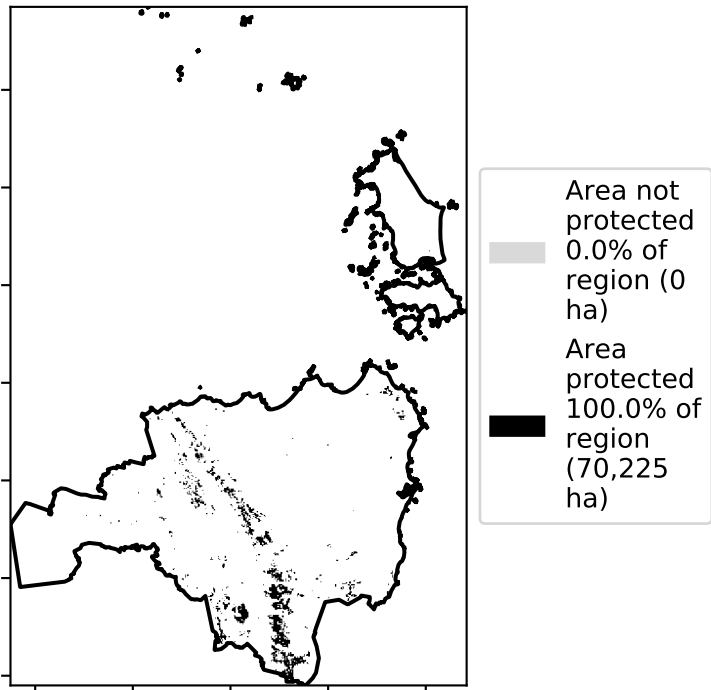 Area not
protected
0.0% of
region (0
ha)
Area
protected
100.0% of
region
(70,225
ha)